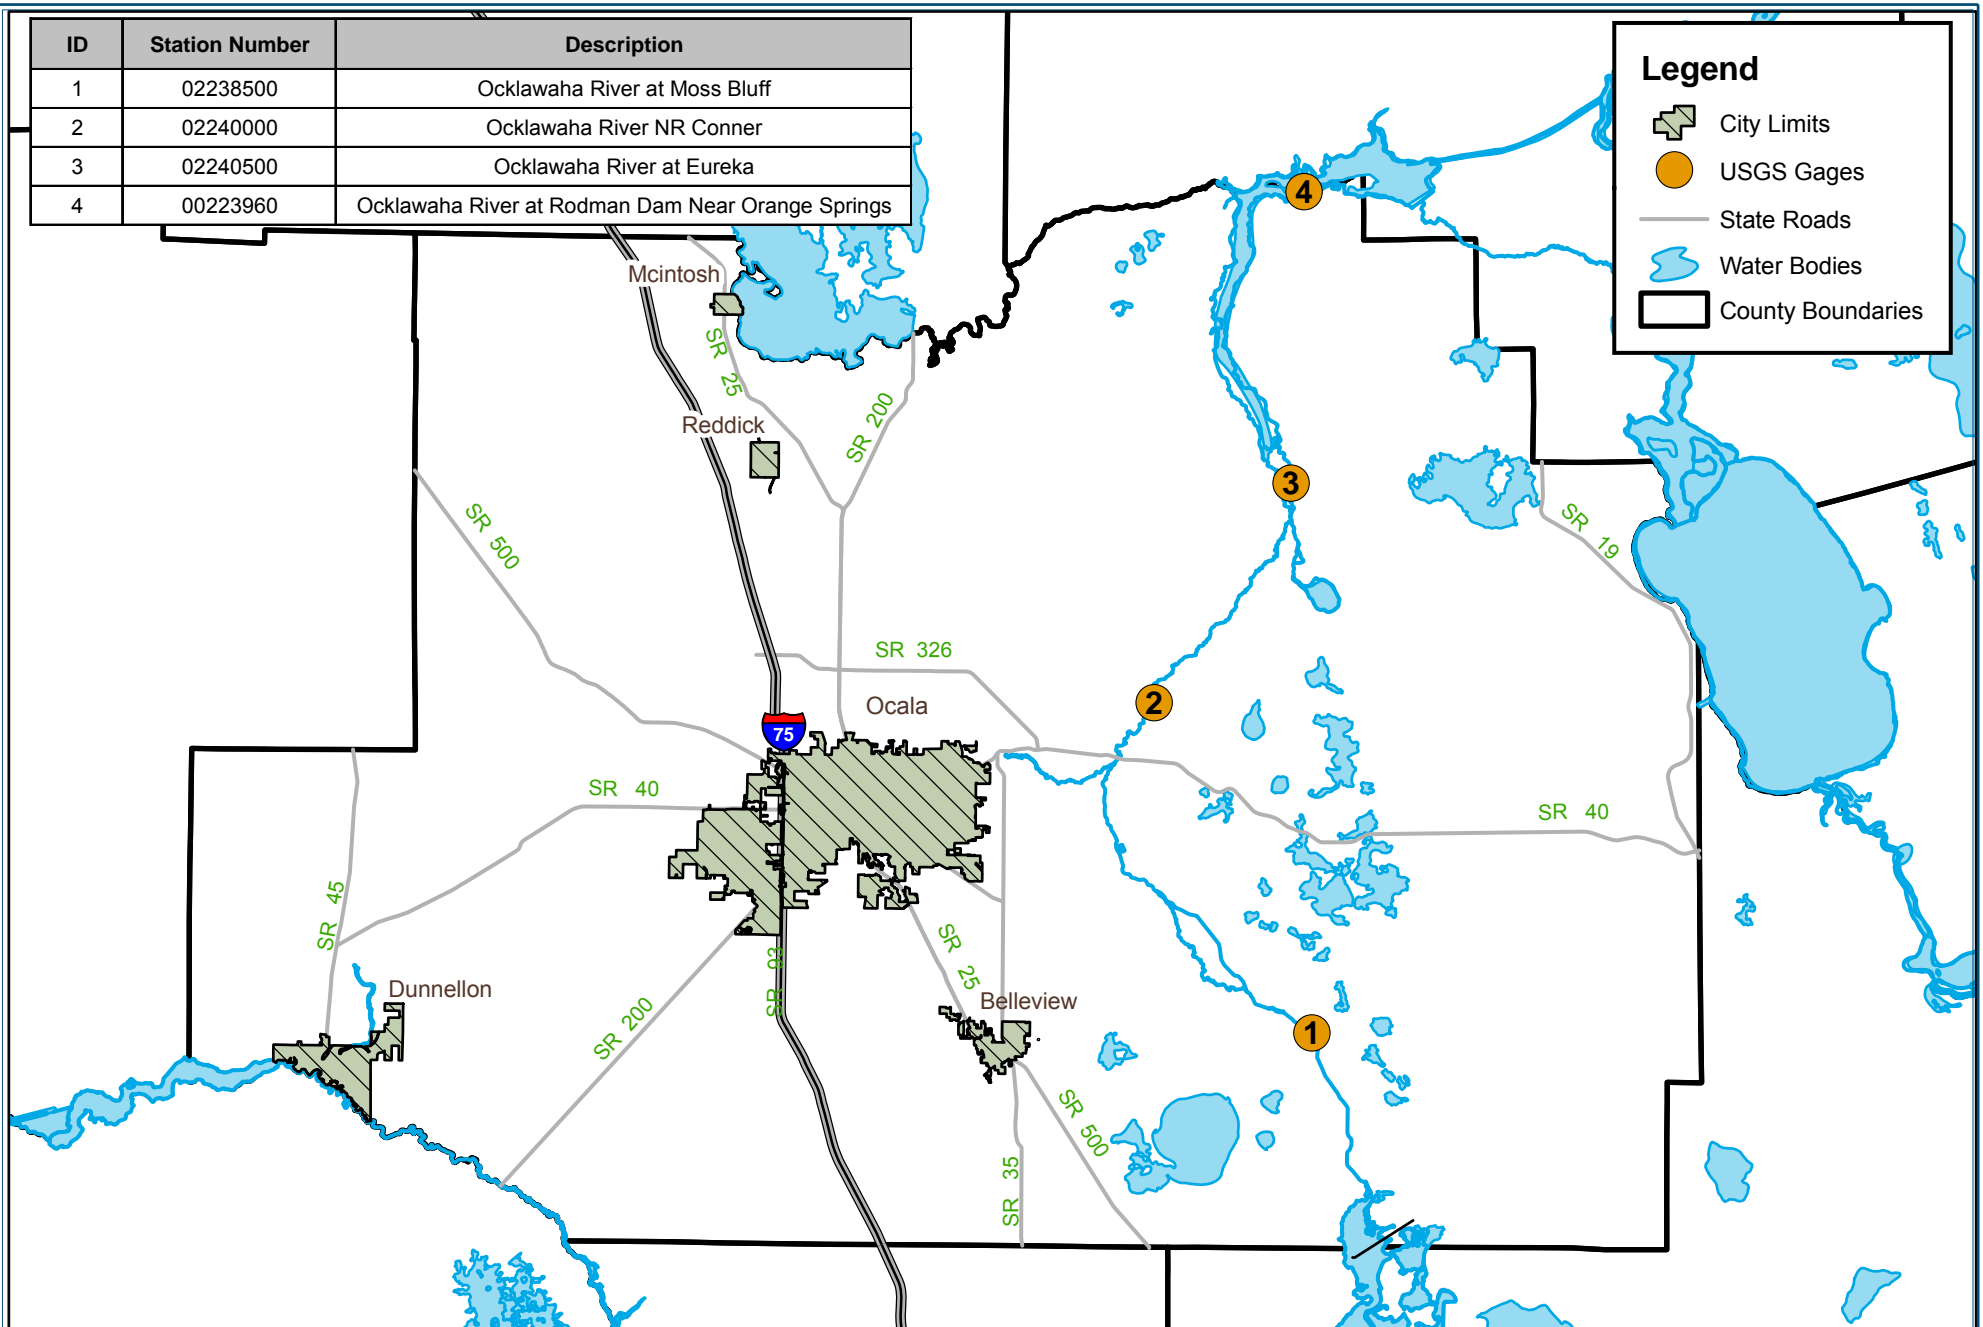 ID Station Number Description
1 02238500 Ocklawaha River at Moss Bluff
2 02240000 Ocklawaha River NR Conner
3 02240500 Ocklawaha River at Eureka
4 00223960 Ocklawaha River at Rodman Dam Near Orange Springs
Legend
City Limits
USGS Gages
State Roads
Water Bodies
County Boundaries
4
Mcintosh
SR 25
Reddick
SR 200
3
SR 500
SR 19
SR 326
2
Ocala
75
SR 40
SR 40
SR 45
SR 93
SR 25
Dunnellon
Belleview
SR 200
1
SR 500
SR 35